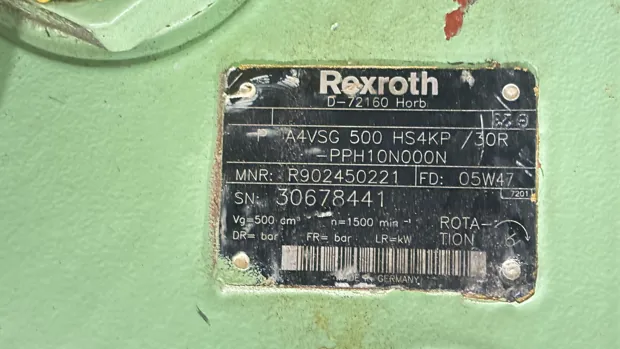 Rexroth
D-72160 Horb
P A4VSG 500 HS4KP /30R
-PPH10N000N
MNR: R902450221 FD: 05W47
7201
SN: 30678441
Vg=500 cm³ n=1500 min⁻¹ ROTA-
DR= bar FR= bar LR=kW TION
MADE IN GERMANY